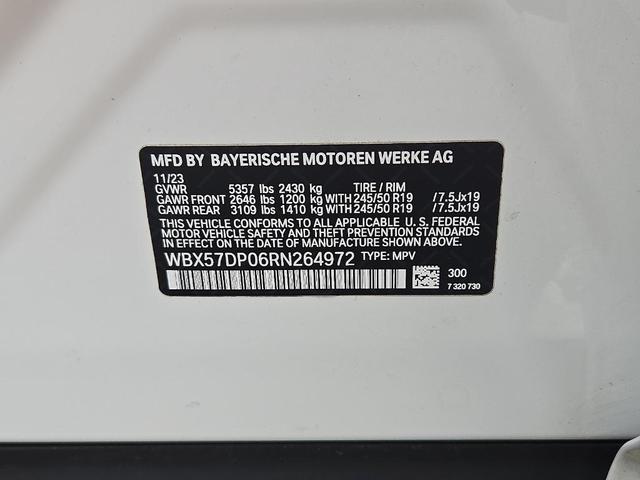 MFD BY BAYERISCHE MOTOREN WERKE AG
11/23
GVWR 5357 lbs 2430 kg TIRE / RIM
GAWR FRONT 2646 lbs 1200 kg WITH 245/50 R19 /7.5Jx19
GAWR REAR 3109 lbs 1410 kg WITH 245/50 R19 /7.5Jx19
THIS VEHICLE CONFORMS TO ALL APPLICABLE U. S. FEDERAL
MOTOR VEHICLE SAFETY, BUMPER, AND THEFT PREVENTION
STANDARDS IN EFFECT ON THE DATE OF MANUFACTURE SHOWN ABOVE.
WBX57DP06RN264972 TYPE: MPV
300
7 320 730